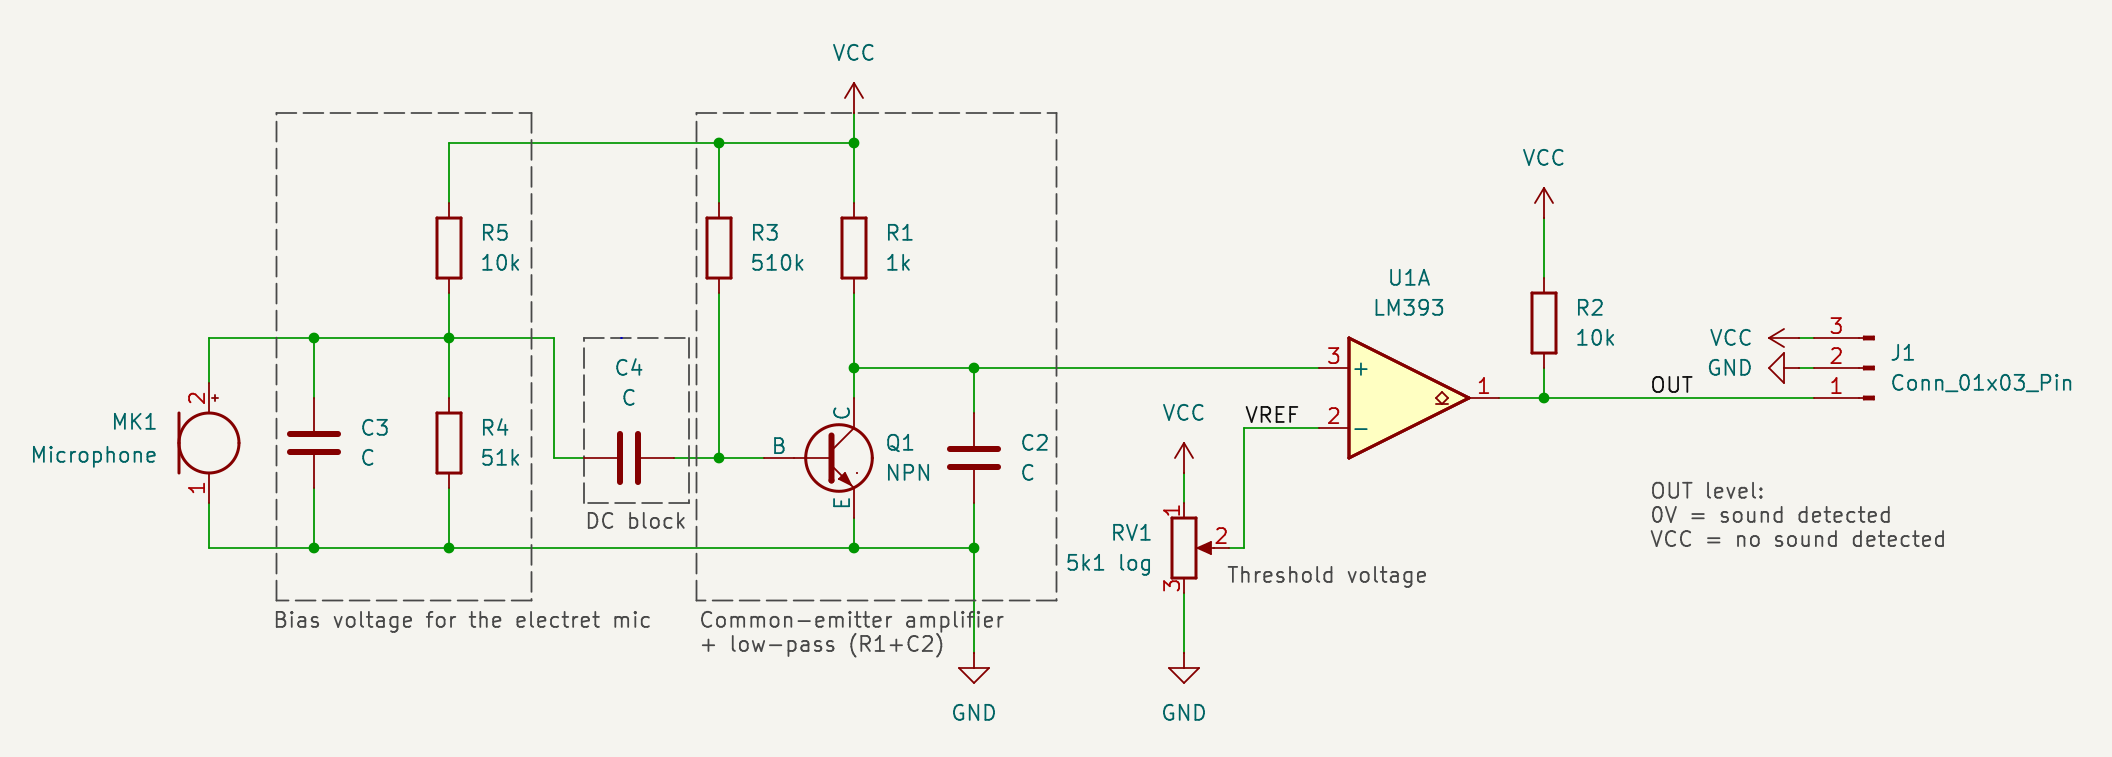 VCC
R5
10k
R3
510k
R1
1k
MK1
Microphone
2
+
1
C3
C
R4
51k
C4
C
DC block
B
C
E
Q1
NPN
C2
C
Bias voltage for the electret mic
Common-emitter amplifier
+ low-pass (R1+C2)
GND
VCC
RV1
5k1 log
1
2
3
Threshold voltage
GND
VREF
U1A
LM393
3
+
2
−
1
VCC
R2
10k
OUT
VCC
GND
3
2
1
J1
Conn_01x03_Pin
OUT level:
0V = sound detected
VCC = no sound detected